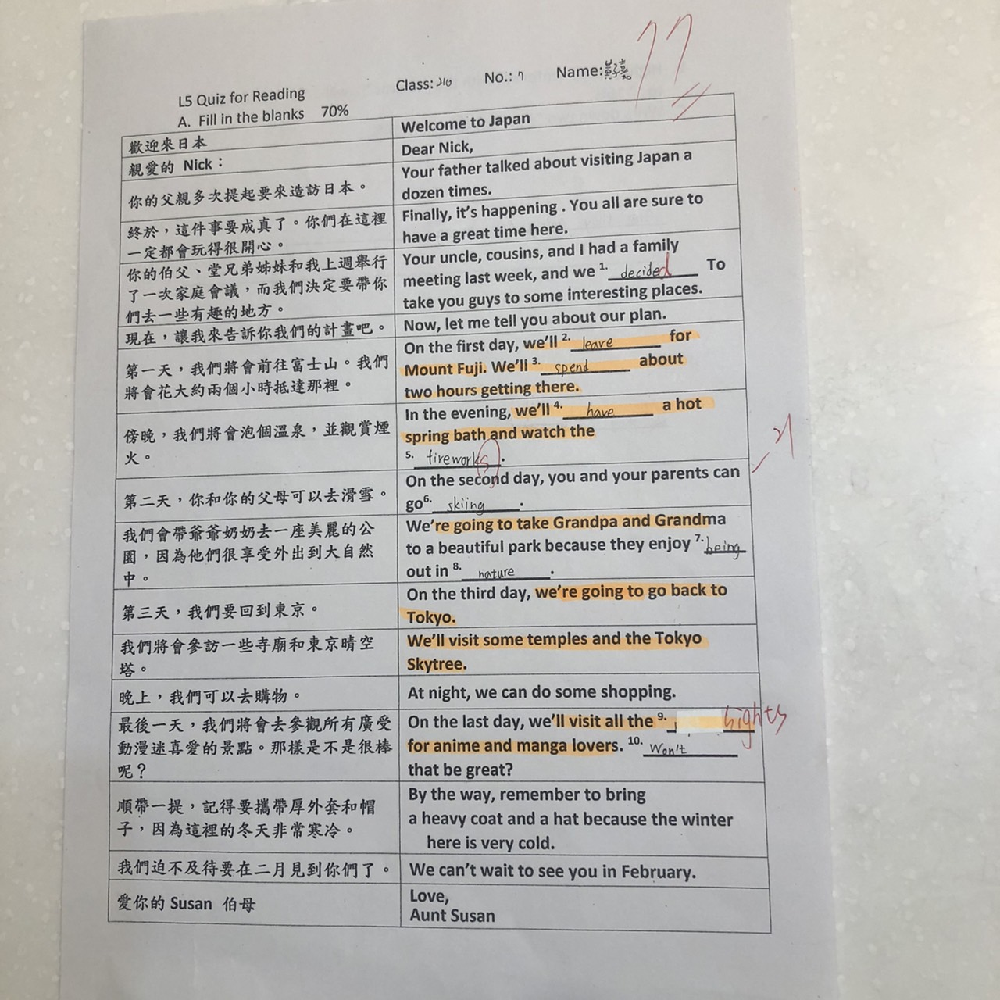 77
L5 Quiz for Reading
Class: 210 No.: 7 Name:
A. Fill in the blanks 70%
歡迎來日本
Welcome to Japan
親愛的 Nick：
Dear Nick,
你的父親多次提起要來造訪日本。
Your father talked about visiting Japan a
dozen times.
終於，這件事要成真了。你們在這裡
一定都會玩得很開心。
Finally, it's happening . You all are sure to
have a great time here.
你的伯父、堂兄弟姊妹和我上週舉行
了一次家庭會議，而我們決定要帶你
們去一些有趣的地方。
Your uncle, cousins, and I had a family
meeting last week, and we 1. decided To
take you guys to some interesting places.
現在，讓我來告訴你我們的計畫吧。
Now, let me tell you about our plan.
第一天，我們將會前往富士山。我們
將會花大約兩個小時抵達那裡。
On the first day, we'll 2. leave for
Mount Fuji. We'll 3. spend about
two hours getting there.
傍晚，我們將會泡個溫泉，並觀賞煙
火。
In the evening, we'll 4. have a hot
spring bath and watch the
5. fireworks.
-21
第二天，你和你的父母可以去滑雪。
On the second day, you and your parents can
go6. skiing.
我們會帶爺爺奶奶去一座美麗的公
園，因為他們很享受外出到大自然
中。
We're going to take Grandpa and Grandma
to a beautiful park because they enjoy 7. being
out in 8. nature.
第三天，我們要回到東京。
On the third day, we're going to go back to
Tokyo.
我們將會參訪一些寺廟和東京晴空
塔。
We'll visit some temples and the Tokyo
Skytree.
晚上，我們可以去購物。
At night, we can do some shopping.
最後一天，我們將會去參觀所有廣受
動漫迷喜愛的景點。那樣是不是很棒
呢？
On the last day, we'll visit all the 9. sights
for anime and manga lovers. 10. Won't
that be great?
順帶一提，記得要攜帶厚外套和帽
子，因為這裡的冬天非常寒冷。
By the way, remember to bring
a heavy coat and a hat because the winter
here is very cold.
我們迫不及待要在二月見到你們了。
We can't wait to see you in February.
愛你的 Susan 伯母
Love,
Aunt Susan